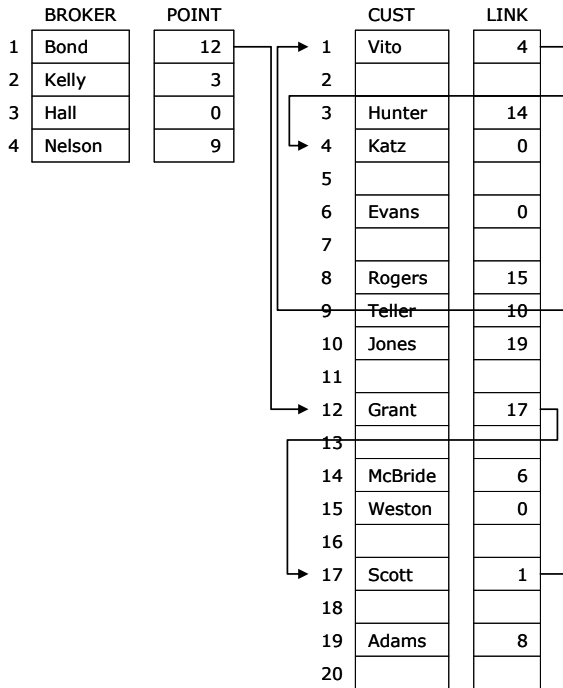 BROKER POINT CUST LINK
1 Bond 12 1 Vito 4
2 Kelly 3 2
3 Hall 0 3 Hunter 14
4 Nelson 9 4 Katz 0
5
6 Evans 0
7
8 Rogers 15
9 Teller 10
10 Jones 19
11
12 Grant 17
13
14 McBride 6
15 Weston 0
16
17 Scott 1
18
19 Adams 8
20